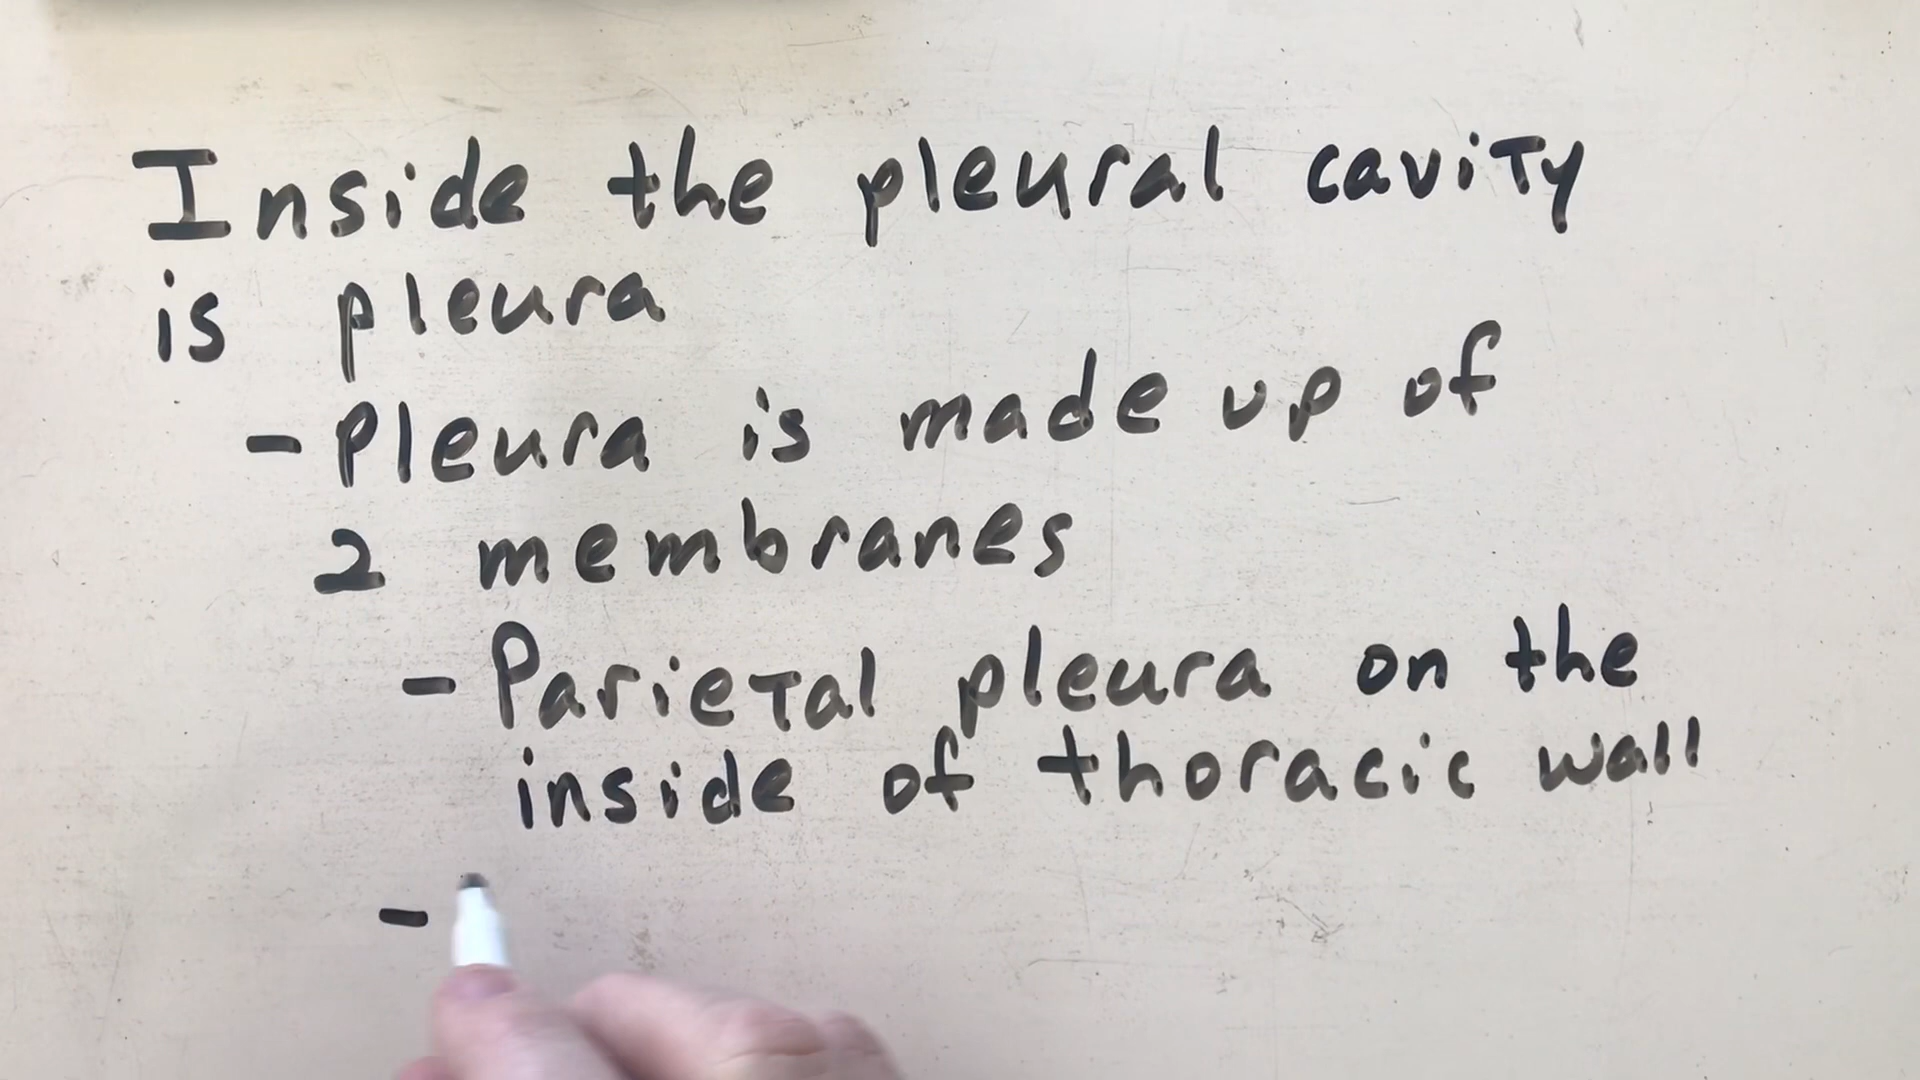 Inside the pleural cavity
is pleura
- Pleura is made up of
2 membranes
- Parietal pleura on the
inside of thoracic wall
-